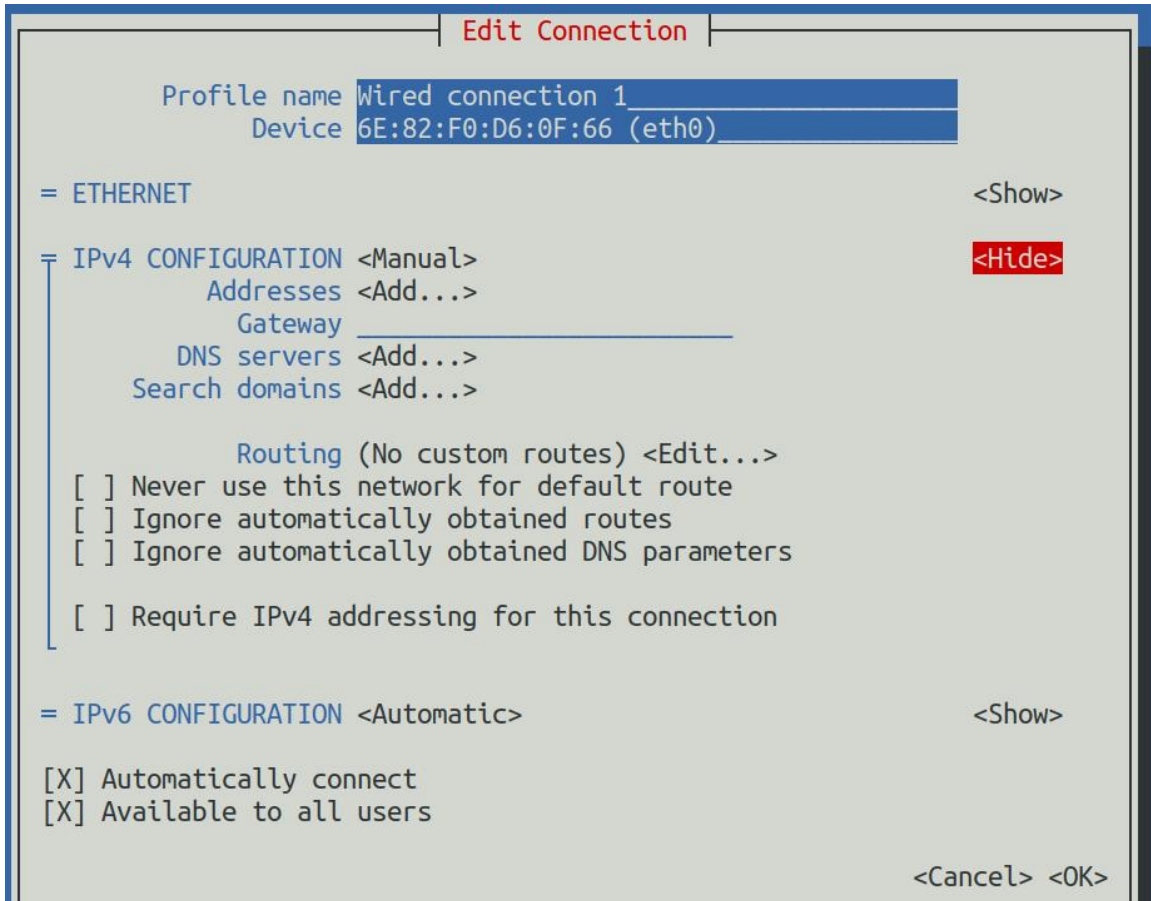 Edit Connection
Profile name Wired connection 1
Device 6E:82:F0:D6:0F:66 (eth0)
= ETHERNET <Show>
= IPv4 CONFIGURATION <Manual> <Hide>
Addresses <Add...>
Gateway
DNS servers <Add...>
Search domains <Add...>
Routing (No custom routes) <Edit...>
[ ] Never use this network for default route
[ ] Ignore automatically obtained routes
[ ] Ignore automatically obtained DNS parameters
[ ] Require IPv4 addressing for this connection
= IPv6 CONFIGURATION <Automatic> <Show>
[X] Automatically connect
[X] Available to all users
<Cancel> <OK>